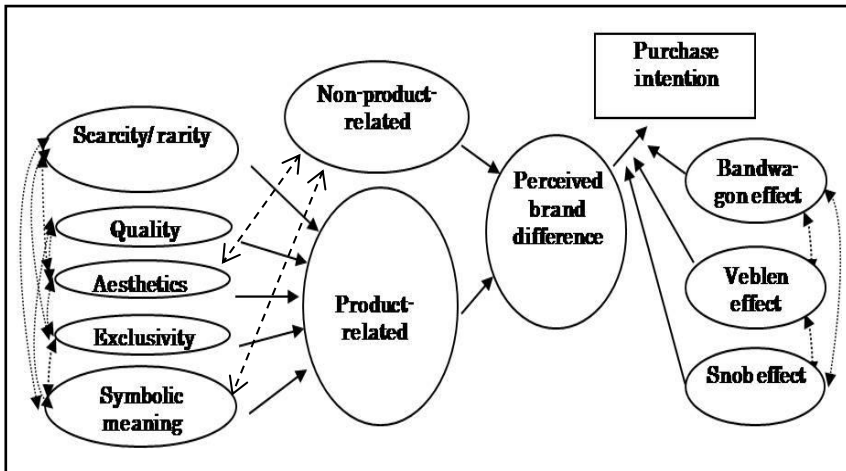 Scarcity/ rarity
Quality
Aesthetics
Exclusivity
Symbolic
meaning
Non-product-
related
Product-
related
Perceived
brand
difference
Purchase
intention
Bandwa-
gon effect
Veblen
effect
Snob effect